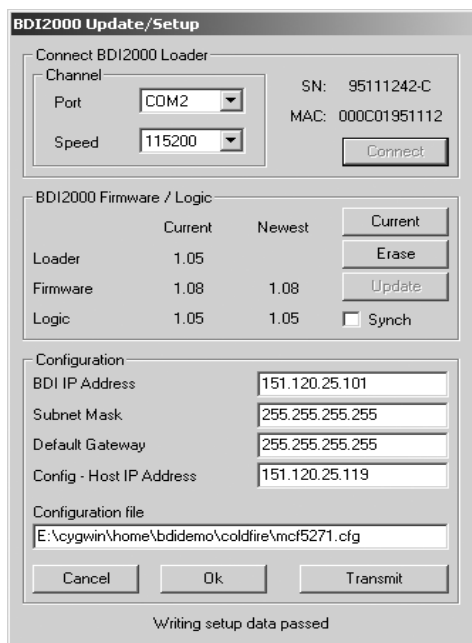 BDI2000 Update/Setup
Connect BDI2000 Loader
Channel
Port COM2
SN: 95111242-C
MAC: 000C01951112
Speed 115200
Connect
BDI2000 Firmware / Logic
Current Newest Current
Loader 1.05 Erase
Firmware 1.08 1.08 Update
Logic 1.05 1.05 Synch
Configuration
BDI IP Address 151.120.25.101
Subnet Mask 255.255.255.255
Default Gateway 255.255.255.255
Config - Host IP Address 151.120.25.119
Configuration file
E:\cygwin\home\bdidemo\coldfire\mcf5271.cfg
Cancel Ok Transmit
Writing setup data passed